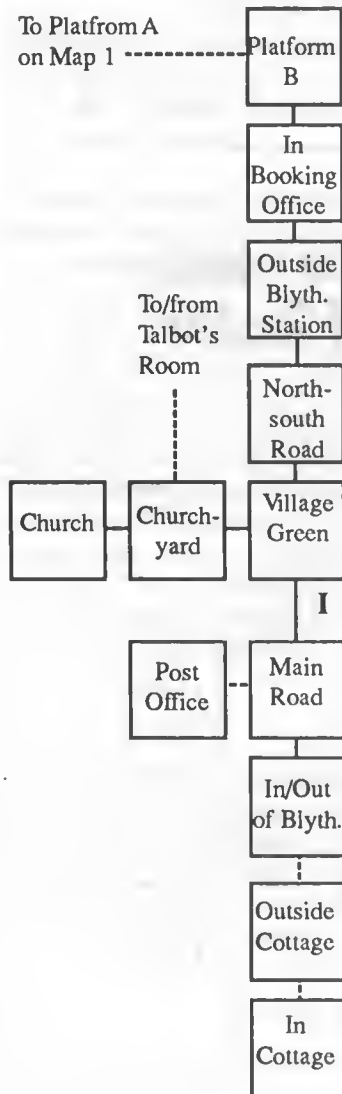 To Platfrom A
on Map 1
Platform
B
In
Booking
Office
Outside
Blyth.
Station
To/from
Talbot's
Room
North-
south
Road
Church
Church-
yard
Village
Green
I
Post
Office
Main
Road
In/Out
of Blyth.
Outside
Cottage
In
Cottage